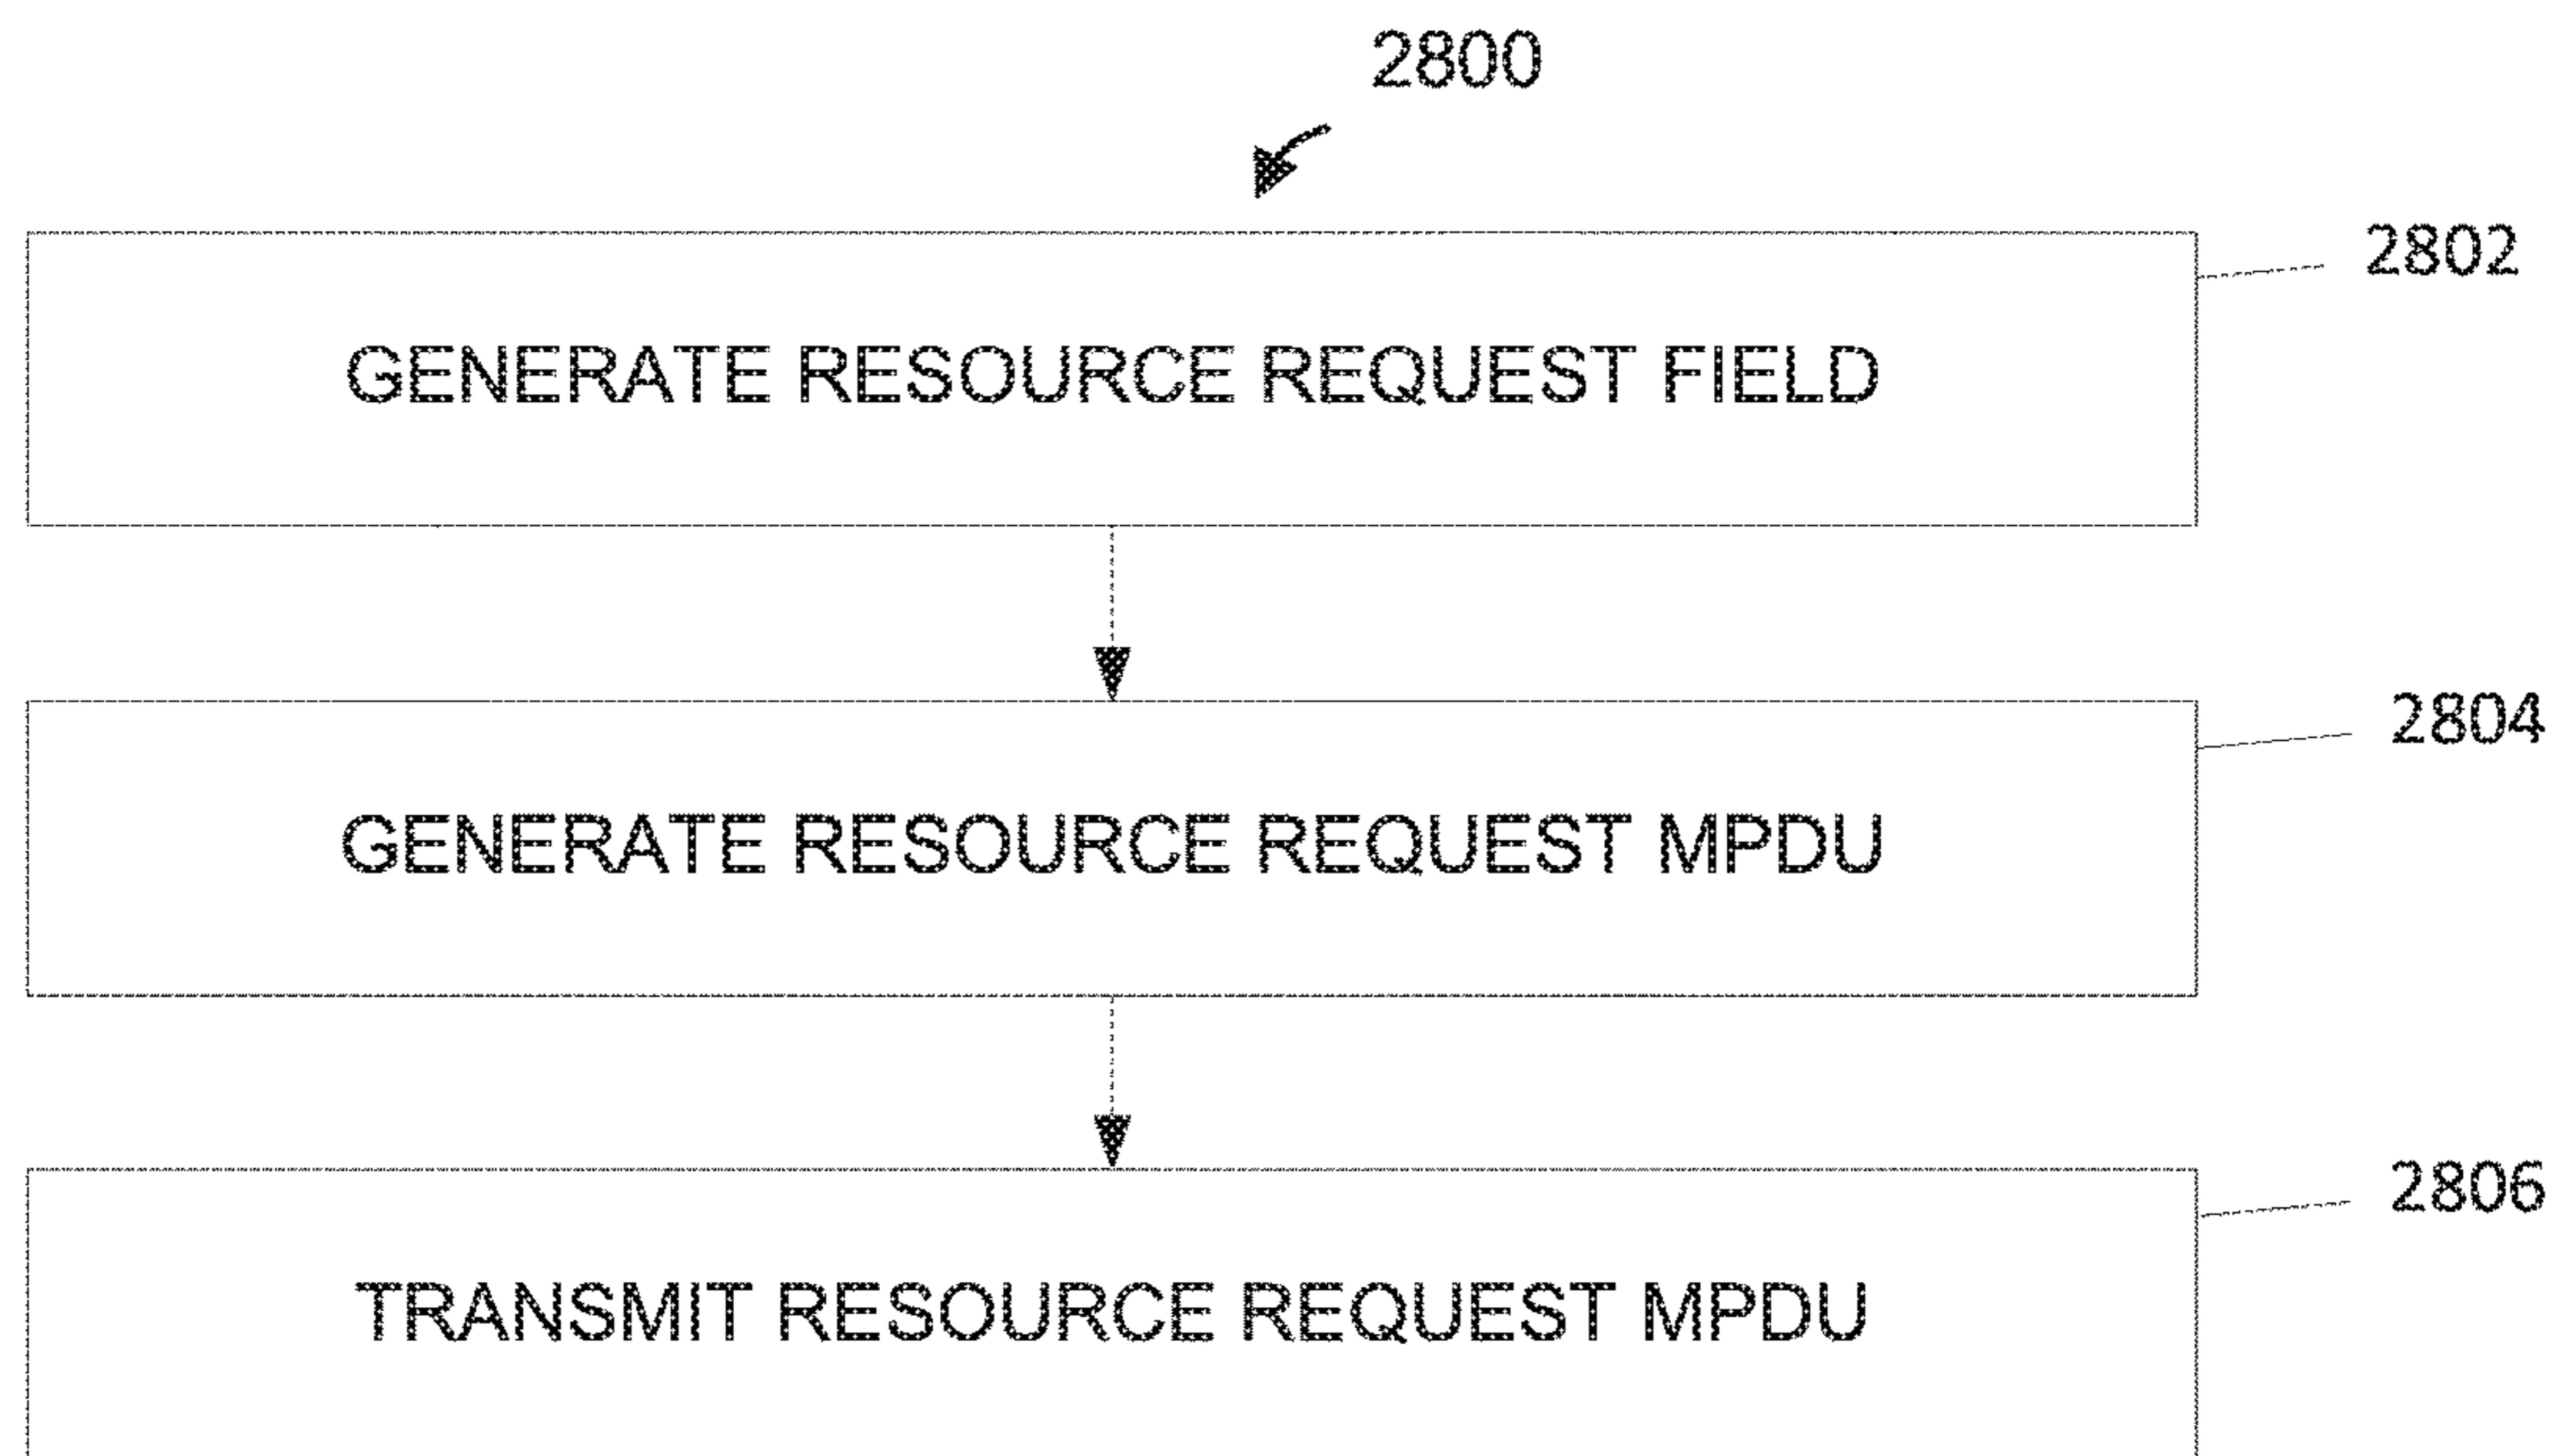 2800
2802
GENERATE RESOURCE REQUEST FIELD
2804
GENERATE RESOURCE REQUEST MPDU
2806
TRANSMIT RESOURCE REQUEST MPDU